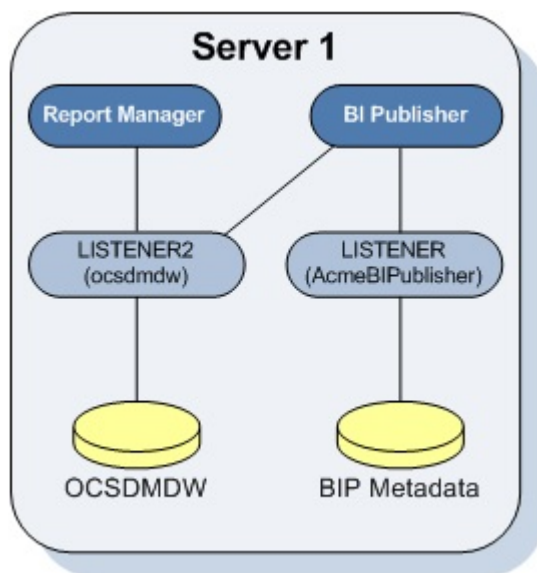 Server 1
Report Manager
BI Publisher
LISTENER2
(ocsdmdw)
LISTENER
(AcmeBIPublisher)
OCSDMDW
BIP Metadata